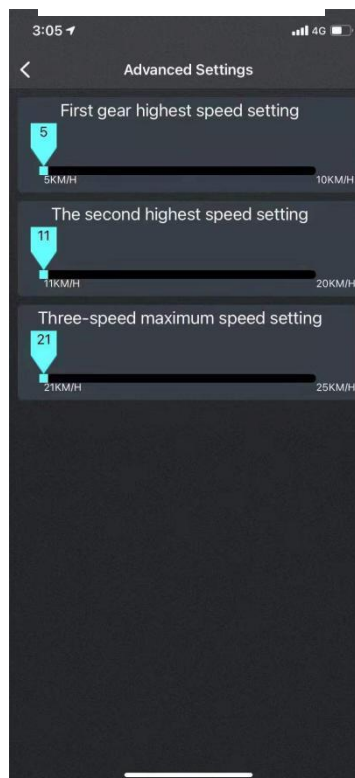 3:05 4G
Advanced Settings
First gear highest speed setting
5
5KM/H 10KM/H
The second highest speed setting
11
11KM/H 20KM/H
Three-speed maximum speed setting
21
21KM/H 25KM/H